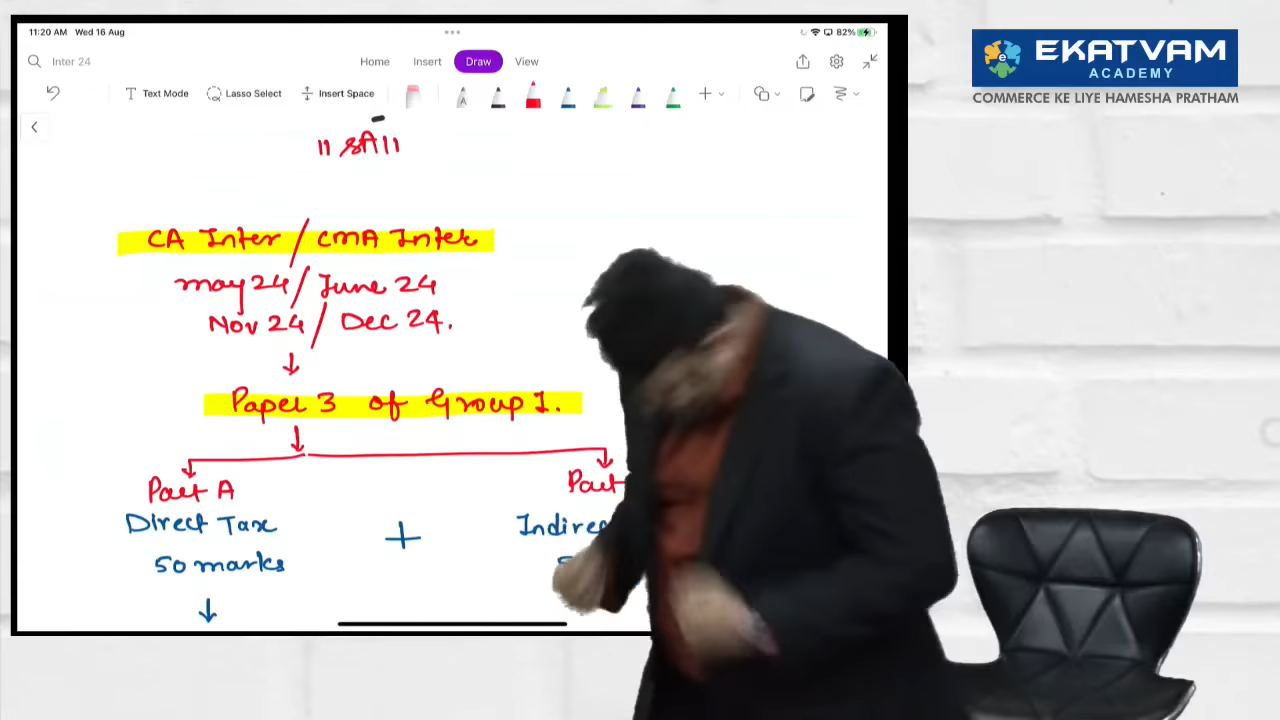 11:20 AM Wed 16 Aug
82%
Inter 24
Home Insert Draw View
Text Mode Lasso Select Insert Space
EKATVAM
ACADEMY
COMMERCE KE LIYE HAMESHA PRATHAM
CA Inter / CMA Inter
May 24 / June 24
Nov 24 / Dec 24.
Paper 3 of Group I.
Part A
Part
Direct Tax
+
50 marks